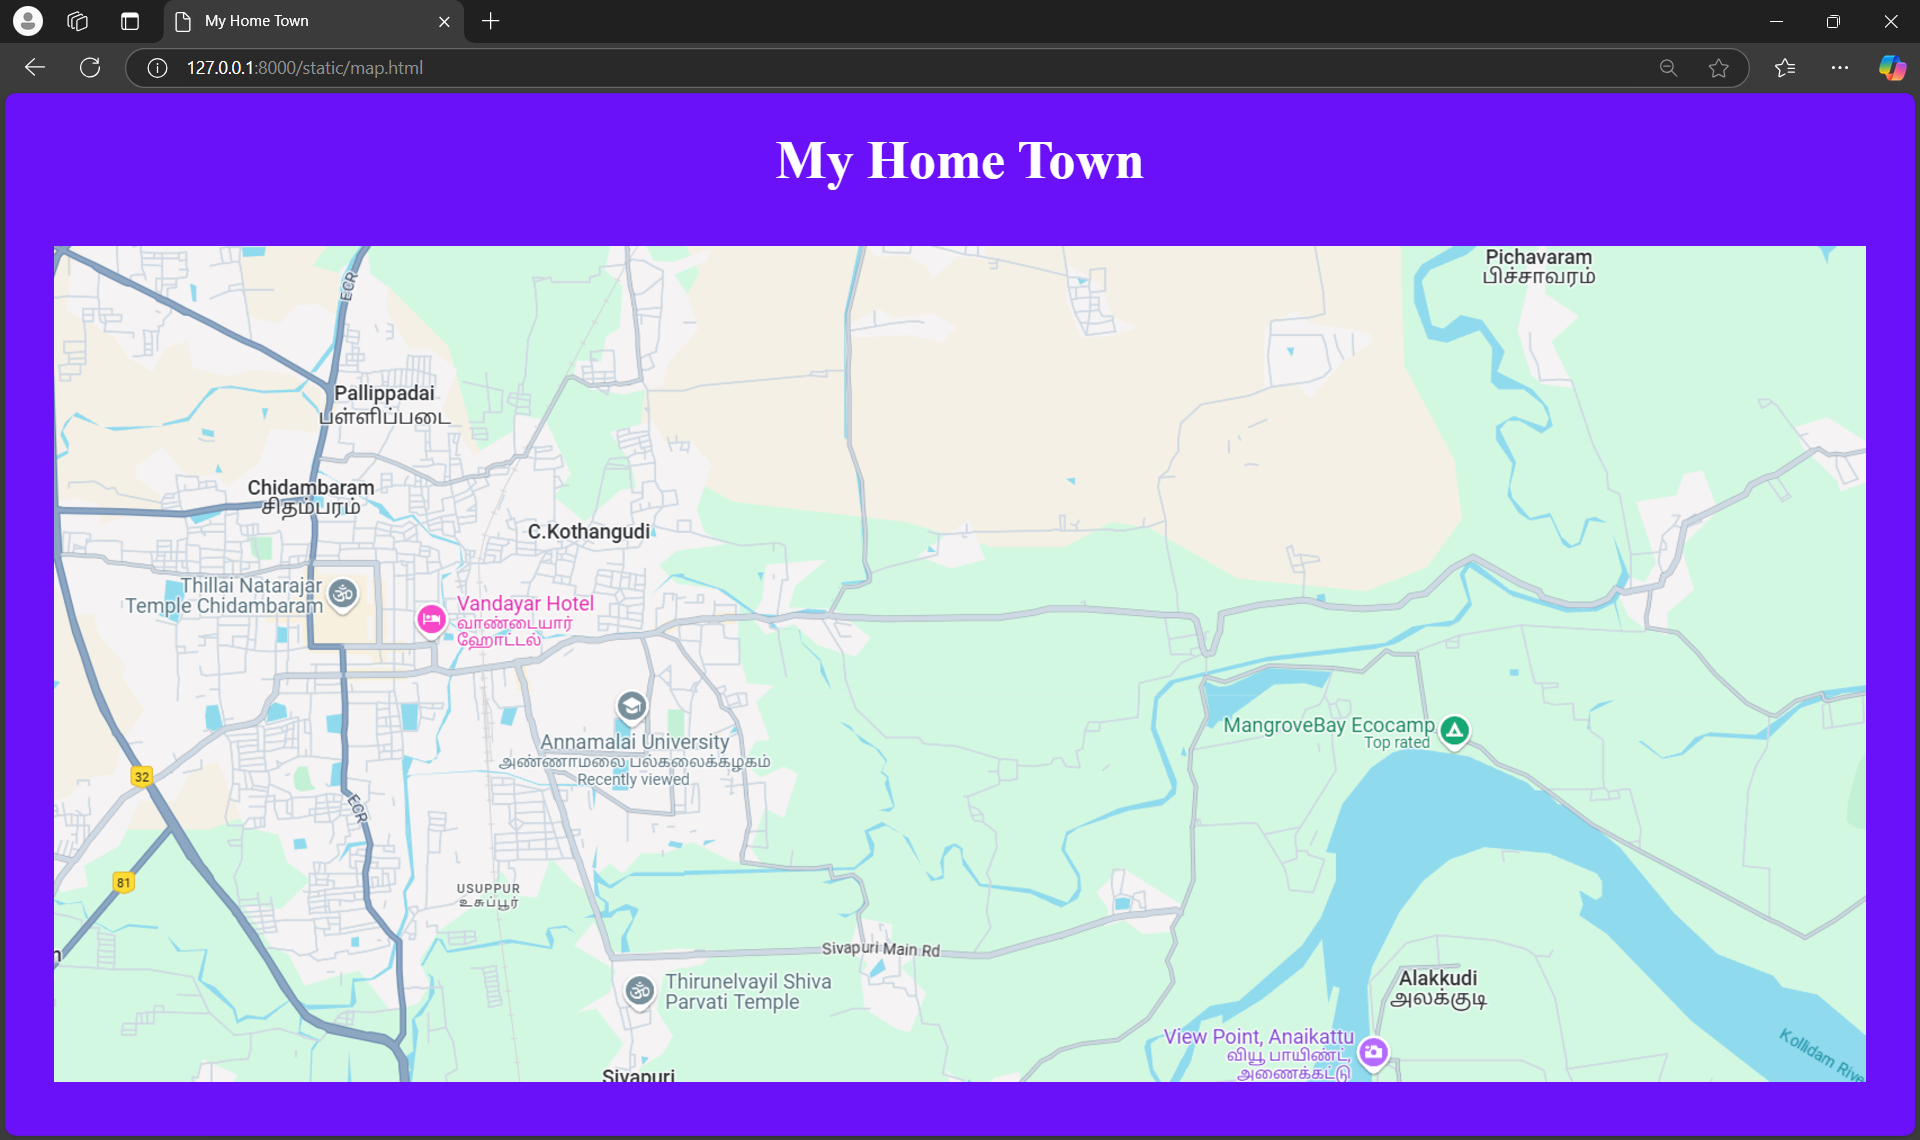 My Home Town
127.0.0.1:8000/static/map.html
My Home Town
Pichavaram
பிச்சாவரம்
ECR
Pallippadai
பள்ளிப்படை
Chidambaram
சிதம்பரம்
C.Kothangudi
Thillai Natarajar
Temple Chidambaram
Vandayar Hotel
வாண்டையார்
ஹோட்டல்
Annamalai University
அண்ணாமலை பல்கலைக்கழகம்
Recently viewed
MangroveBay Ecocamp
Top rated
32
ECR
81
USUPPUR
உசுப்பூர்
Sivapuri Main Rd
Thirunelvayil Shiva
Parvati Temple
Alakkudi
அலக்குடி
View Point, Anaikattu
வியூ பாயிண்ட்,
அணைக்கட்டு
Kollidam River
Sivapuri